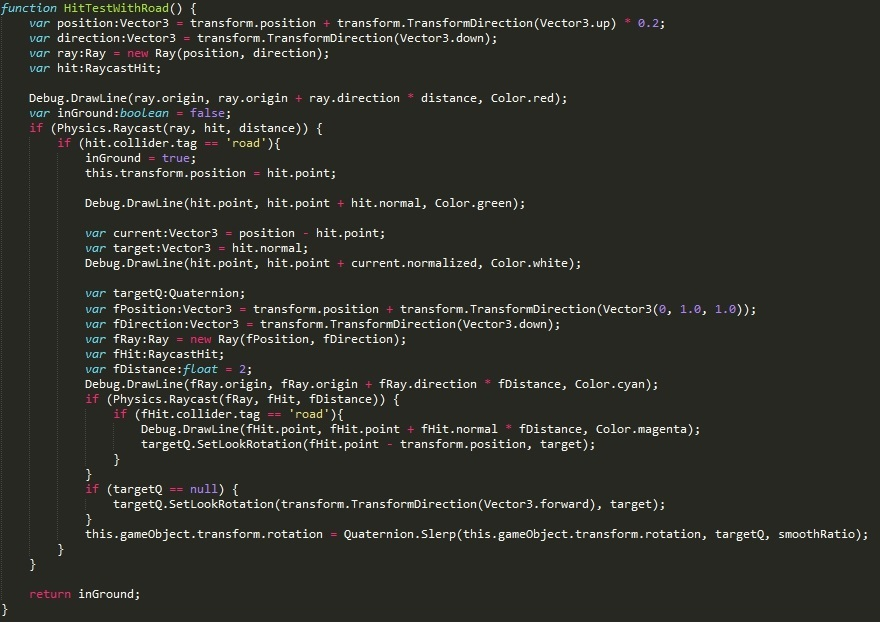 function HitTestWithRoad() {
var position:Vector3 = transform.position + transform.TransformDirection(Vector3.up) * 0.2;
var direction:Vector3 = transform.TransformDirection(Vector3.down);
var ray:Ray = new Ray(position, direction);
var hit:RaycastHit;
Debug.DrawLine(ray.origin, ray.origin + ray.direction * distance, Color.red);
var inGround:boolean = false;
if (Physics.Raycast(ray, hit, distance)) {
if (hit.collider.tag == 'road'){
inGround = true;
this.transform.position = hit.point;
Debug.DrawLine(hit.point, hit.point + hit.normal, Color.green);
var current:Vector3 = position - hit.point;
var target:Vector3 = hit.normal;
Debug.DrawLine(hit.point, hit.point + current.normalized, Color.white);
var targetQ:Quaternion;
var fPosition:Vector3 = transform.position + transform.TransformDirection(Vector3(0, 1.0, 1.0));
var fDirection:Vector3 = transform.TransformDirection(Vector3.down);
var fRay:Ray = new Ray(fPosition, fDirection);
var fHit:RaycastHit;
var fDistance:float = 2;
Debug.DrawLine(fRay.origin, fRay.origin + fRay.direction * fDistance, Color.cyan);
if (Physics.Raycast(fRay, fHit, fDistance)) {
if (fHit.collider.tag == 'road'){
Debug.DrawLine(fHit.point, fHit.point + fHit.normal * fDistance, Color.magenta);
targetQ.SetLookRotation(fHit.point - transform.position, target);
}
}
if (targetQ == null) {
targetQ.SetLookRotation(transform.TransformDirection(Vector3.forward), target);
}
this.gameObject.transform.rotation = Quaternion.Slerp(this.gameObject.transform.rotation, targetQ, smoothRatio);
}
}
return inGround;
}